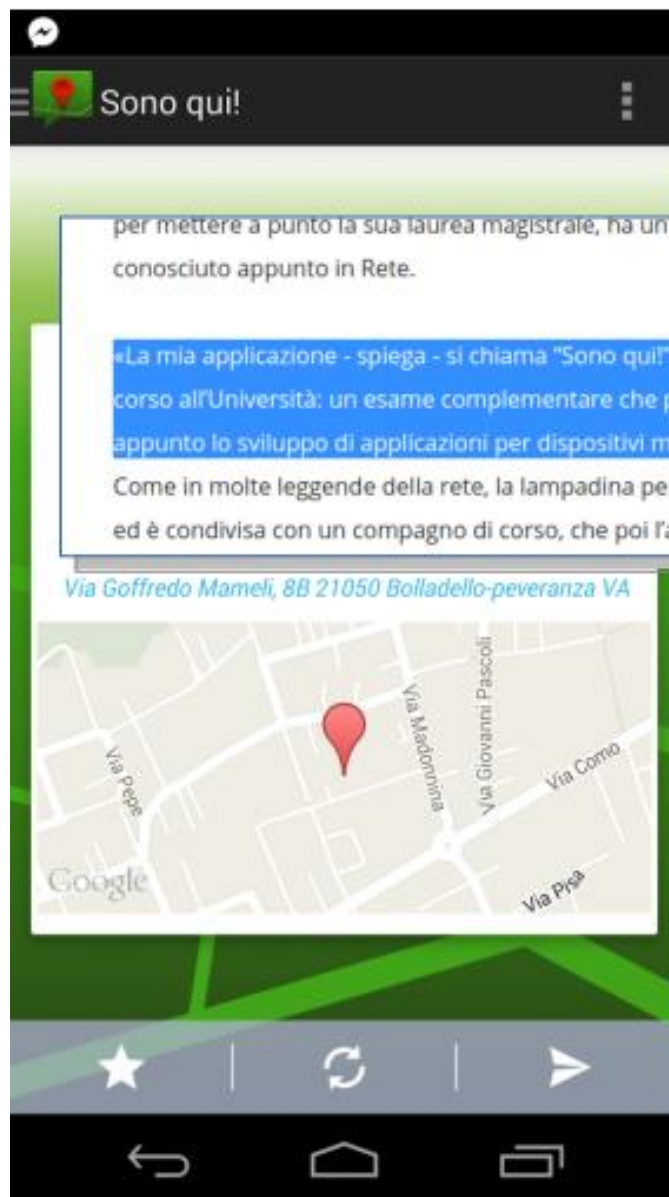 Sono qui!
per mettere a punto la sua laurea magistrale, ha un
conosciuto appunto in Rete.
«La mia applicazione - spiega - si chiama "Sono qui!"
corso all'Università: un esame complementare che p
appunto lo sviluppo di applicazioni per dispositivi m
Come in molte leggende della rete, la lampadina pe
ed è condivisa con un compagno di corso, che poi l'a
Via Goffredo Mameli, 8B 21050 Bolladello-peveranza VA
Via Pepe
Via Madonnina
Via Giovanni Pascoli
Via Como
Google
Via Pisa